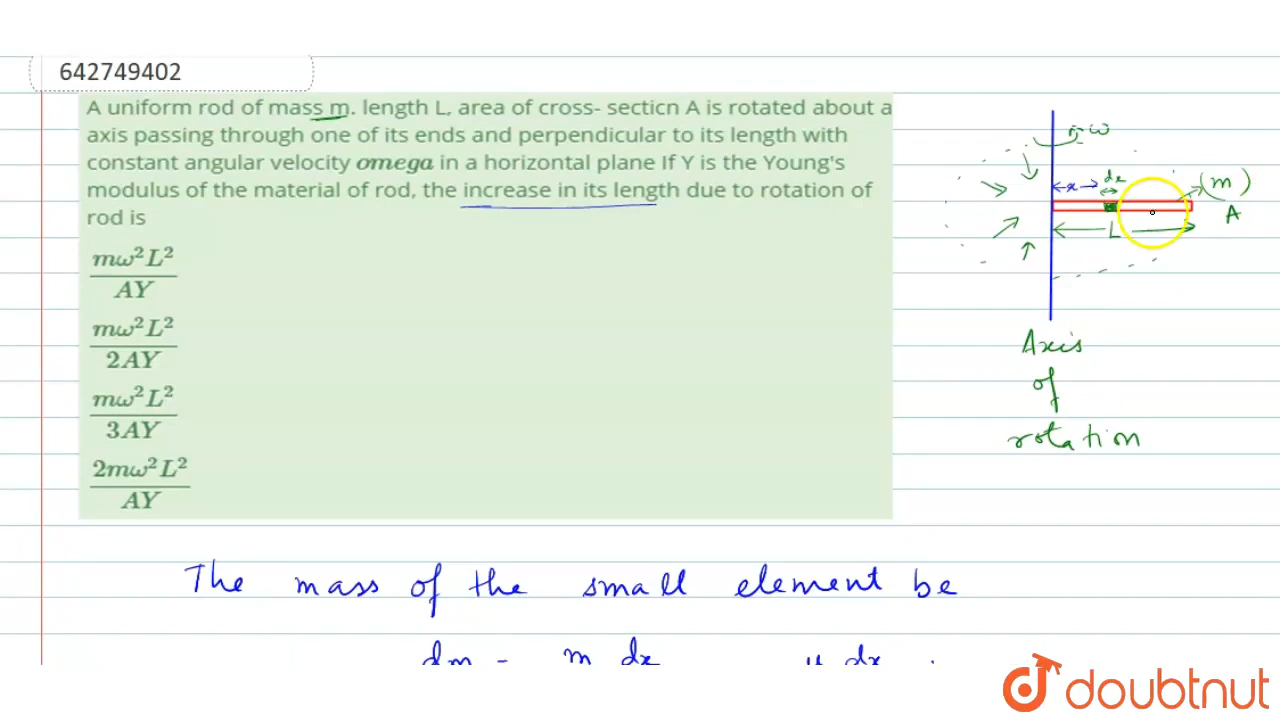 642749402
A uniform rod of mass m. length L, area of cross- secticn A is rotated about a
axis passing through one of its ends and perpendicular to its length with
constant angular velocity omega in a horizontal plane If Y is the Young's
modulus of the material of rod, the increase in its length due to rotation of
rod is
mω²L²
AY
mω²L²
2AY
mω²L²
3AY
2mω²L²
AY
ω
x
dx
(m)
A
L
Axis
of
rotation
The mass of the small element be
dm = m dx
doubtnut